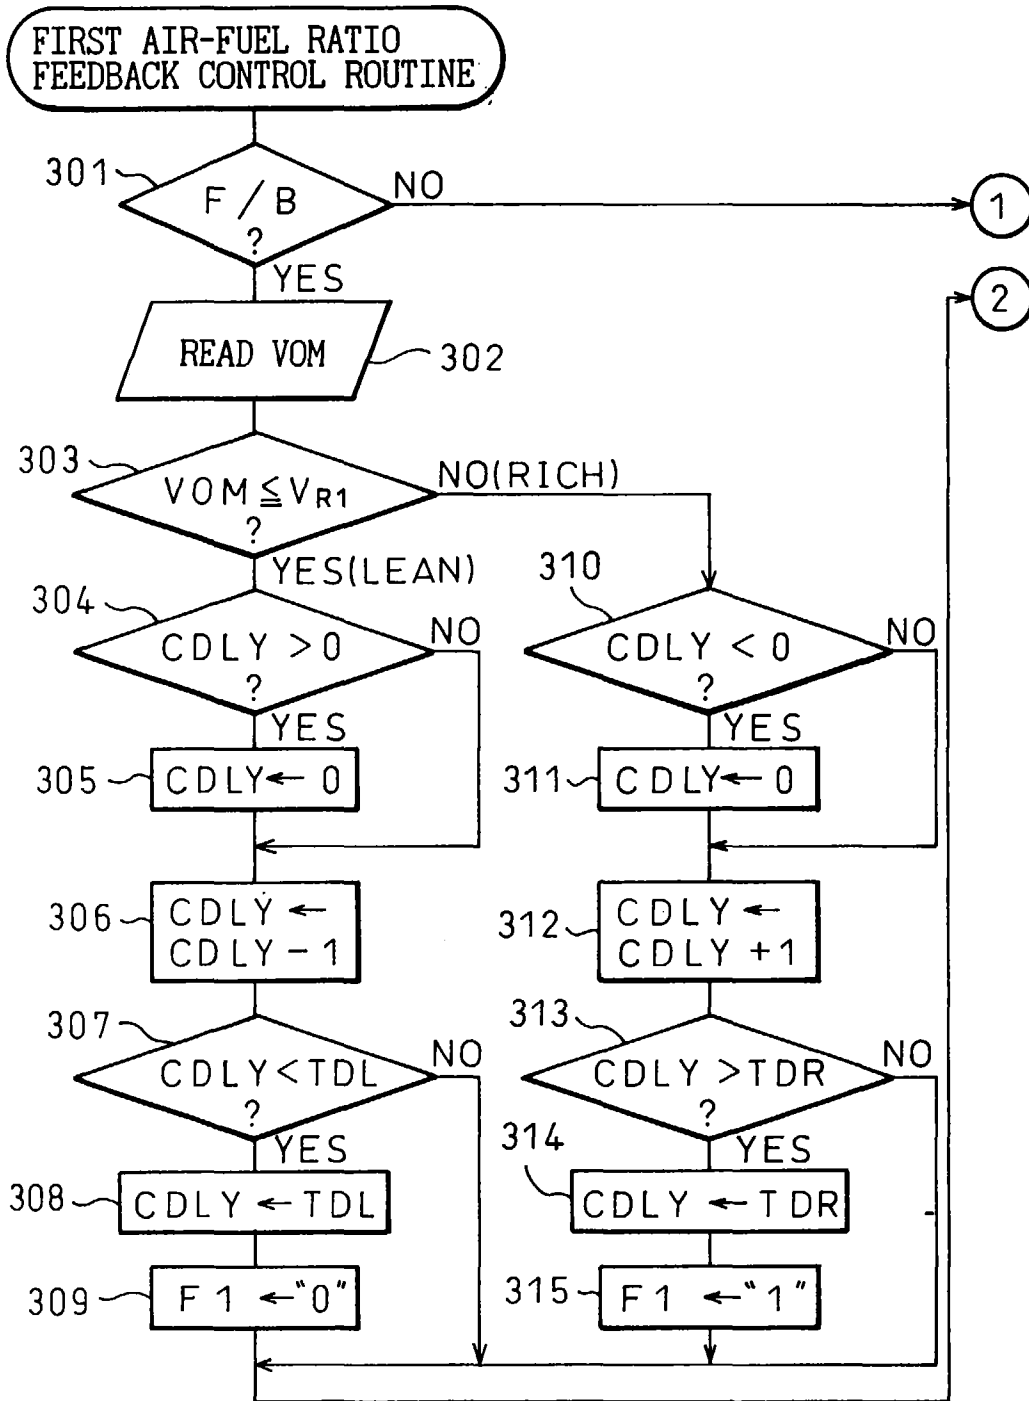 FIRST AIR-FUEL RATIO
FEEDBACK CONTROL ROUTINE
301
F/B
?
NO
1
YES
2
READ VOM
302
303
VOM≦VR1
?
NO(RICH)
YES(LEAN)
304
CDLY >0
?
NO
310
CDLY < 0
?
NO
YES
305
CDLY← 0
YES
311
CDLY← 0
306
CDLY ←
CDLY-1
312
CDLY ←
CDLY +1
307
CDLY<TDL
?
NO
313
CDLY >TDR
?
NO
YES
308
CDLY ← TDL
YES
314
CDLY ← TDR
309
F1 ← "0"
315
F1 ← "1"